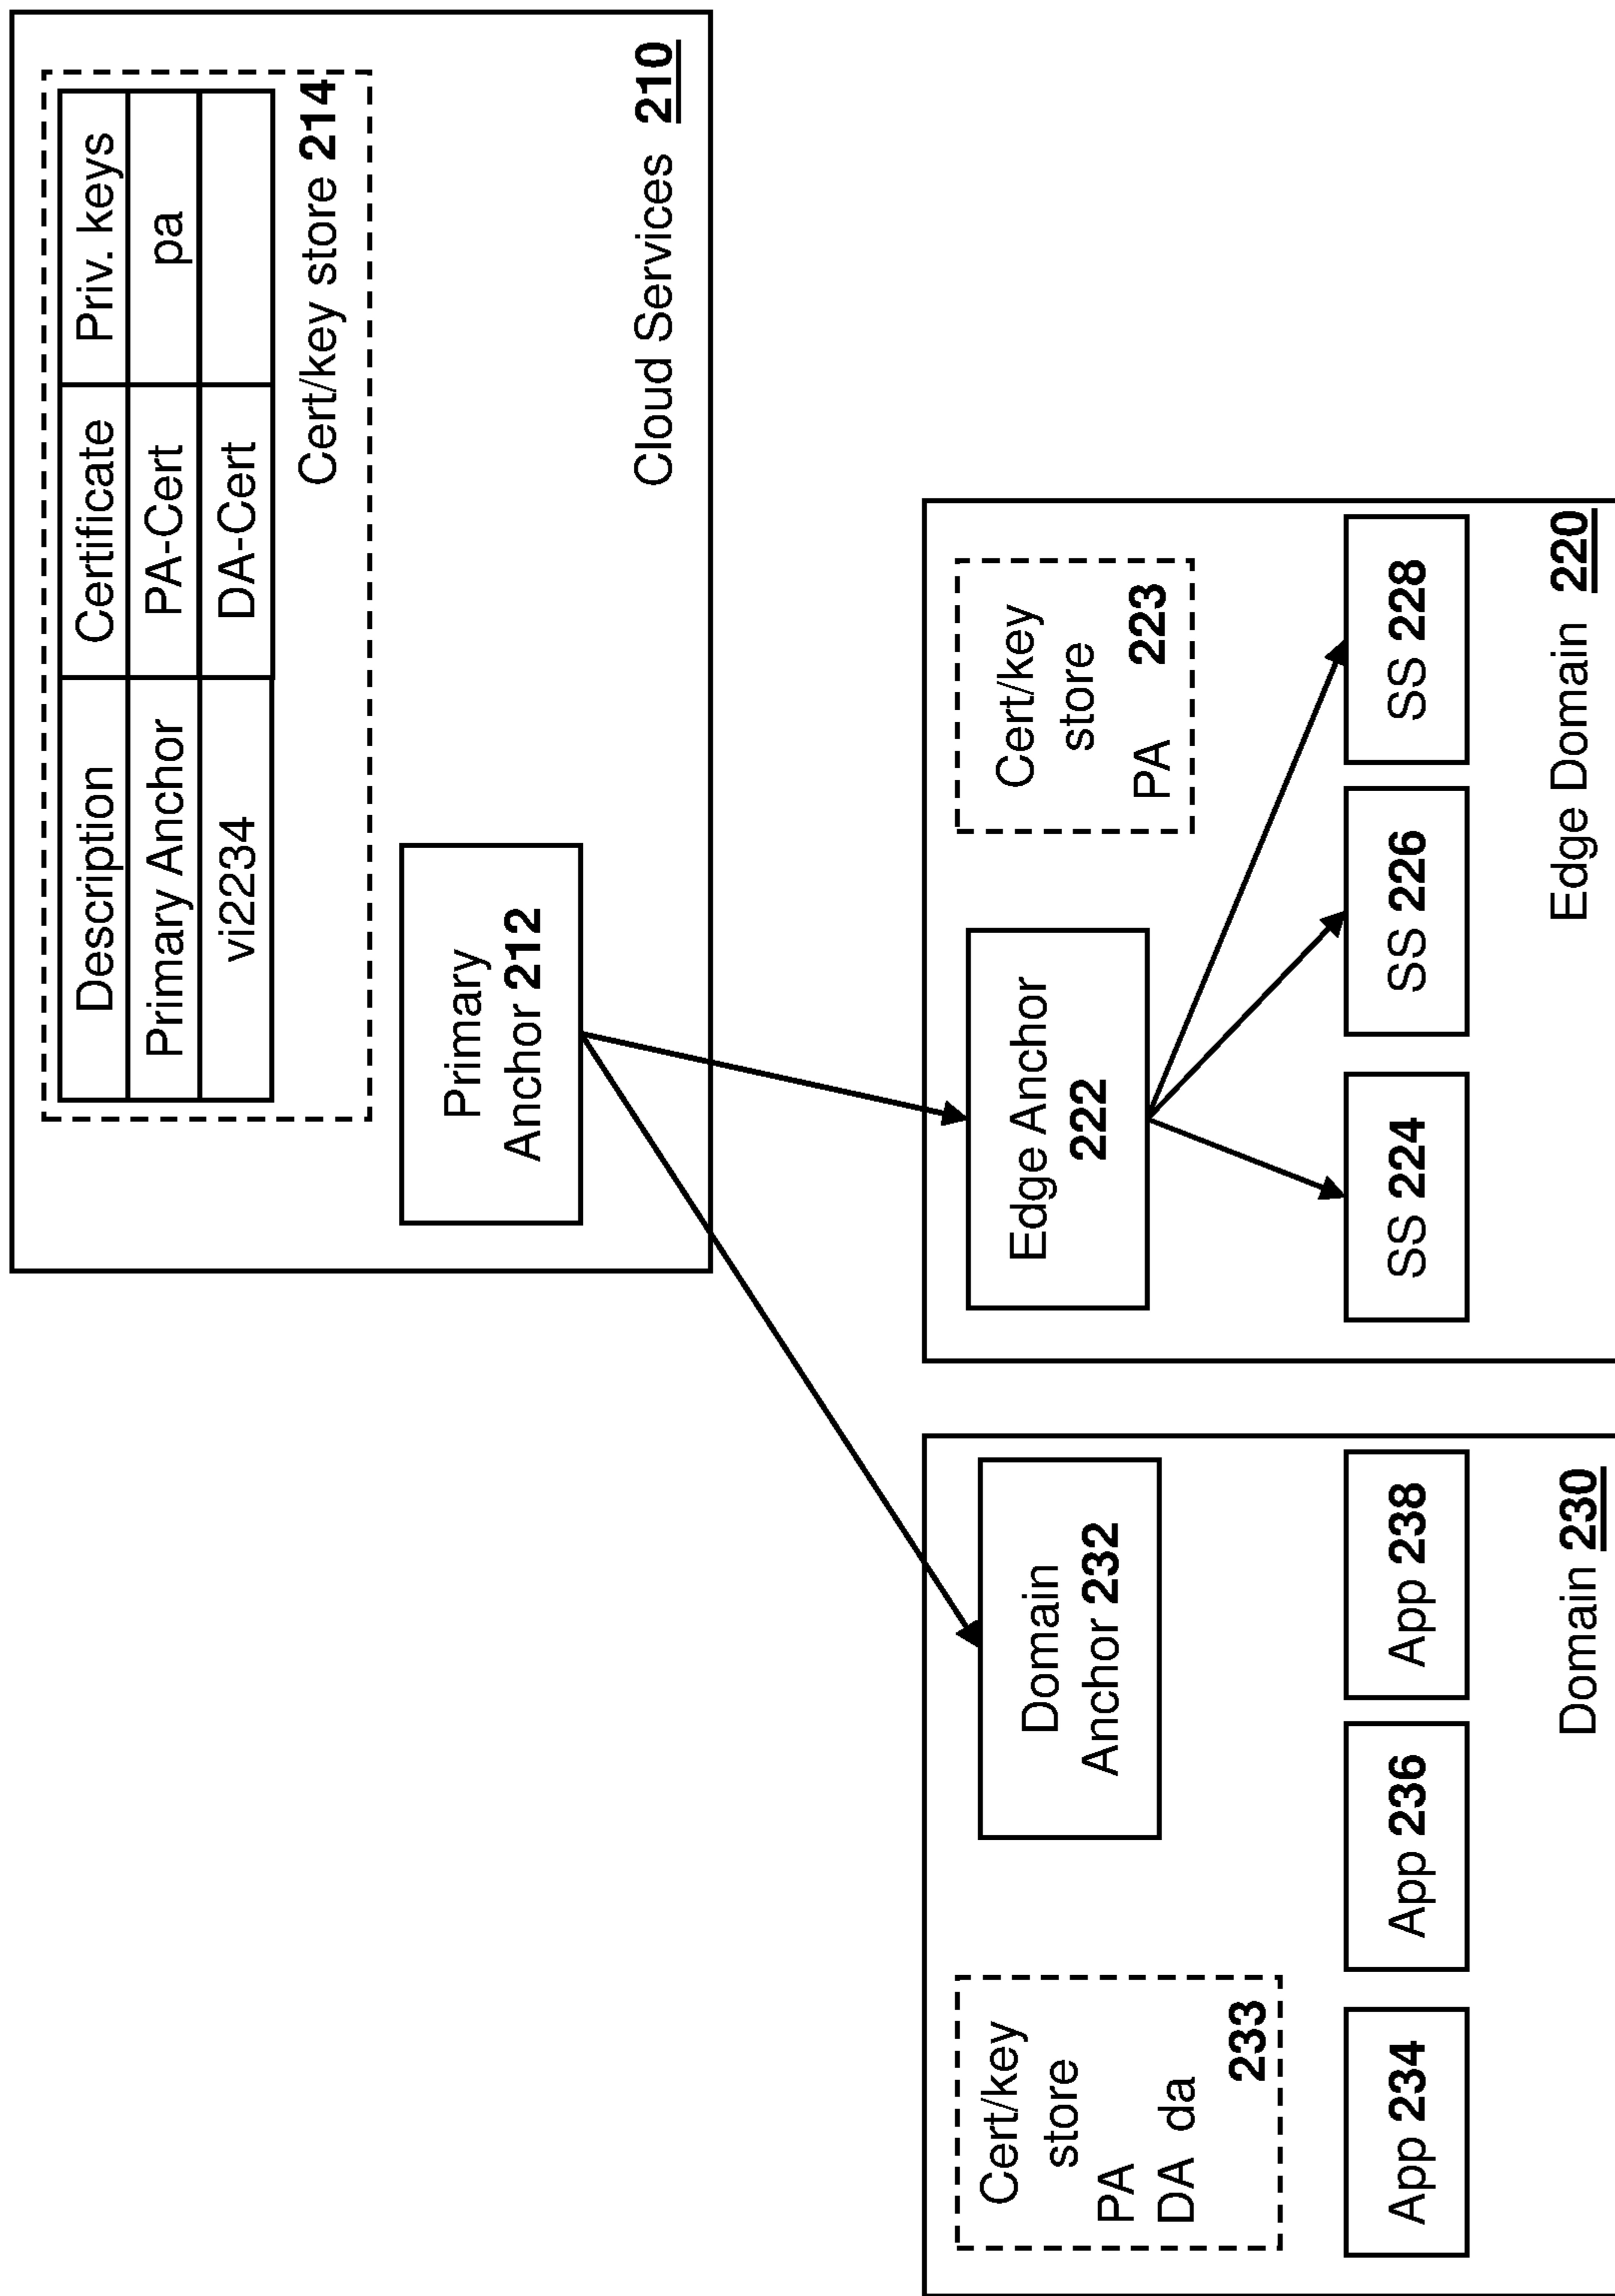 Description Certificate Priv. keys
Primary Anchor PA-Cert pa
vi2234 DA-Cert
Cert/key store 214
Primary
Anchor 212
Cloud Services 210
Cert/key
store
PA
DA da
233
Domain
Anchor 232
App 234
App 236
App 238
Domain 230
Edge Anchor
222
Cert/key
store
PA 223
SS 224
SS 226
SS 228
Edge Domain 220